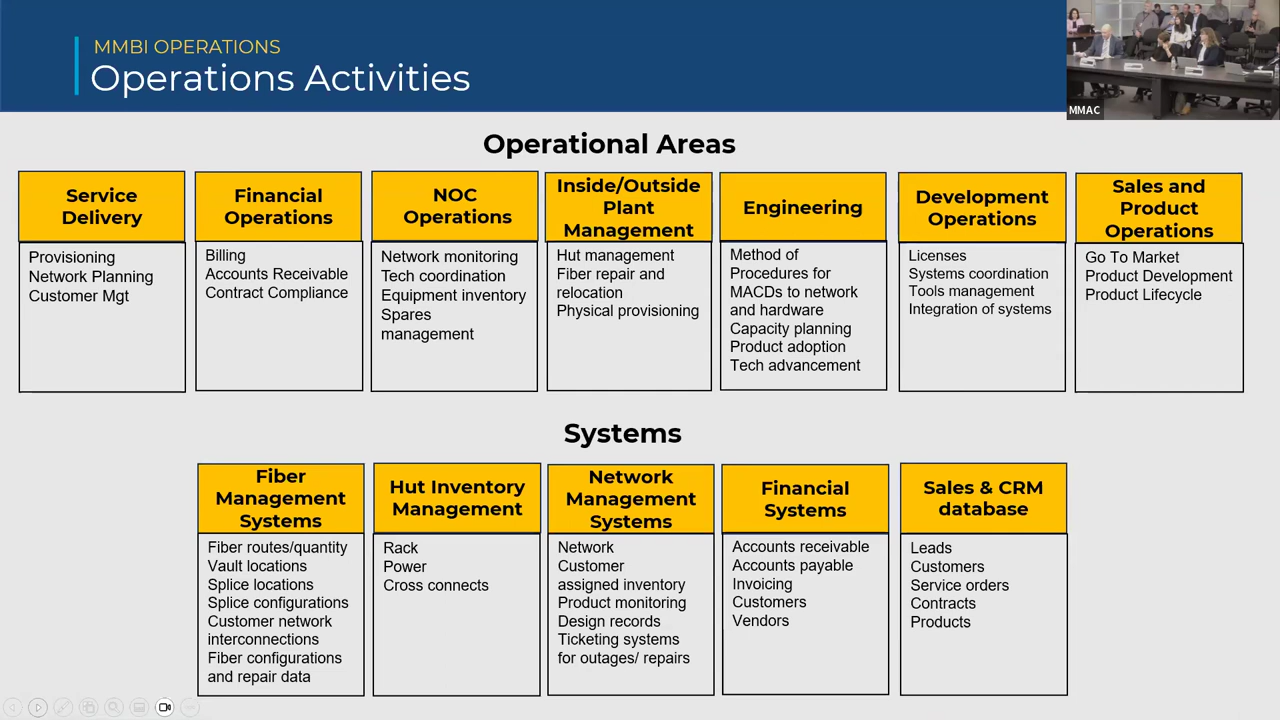 MMBI OPERATIONS
Operations Activities
MMAC
Operational Areas
Service
Delivery
Provisioning
Network Planning
Customer Mgt
Financial
Operations
Billing
Accounts Receivable
Contract Compliance
NOC
Operations
Network monitoring
Tech coordination
Equipment inventory
Spares
management
Inside/Outside
Plant
Management
Hut management
Fiber repair and
relocation
Physical provisioning
Engineering
Method of
Procedures for
MACDs to network
and hardware
Capacity planning
Product adoption
Tech advancement
Development
Operations
Licenses
Systems coordination
Tools management
Integration of systems
Sales and
Product
Operations
Go To Market
Product Development
Product Lifecycle
Systems
Fiber
Management
Systems
Fiber routes/quantity
Vault locations
Splice locations
Splice configurations
Customer network
interconnections
Fiber configurations
and repair data
Hut Inventory
Management
Rack
Power
Cross connects
Network
Management
Systems
Network
Customer
assigned inventory
Product monitoring
Design records
Ticketing systems
for outages/ repairs
Financial
Systems
Accounts receivable
Accounts payable
Invoicing
Customers
Vendors
Sales & CRM
database
Leads
Customers
Service orders
Contracts
Products